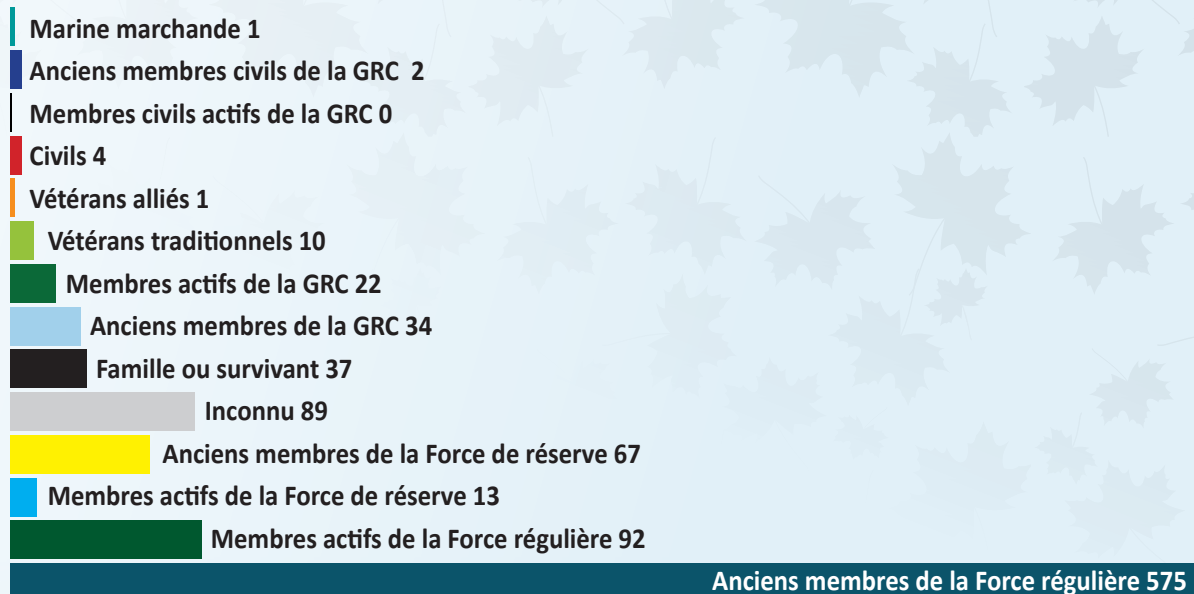 Marine marchande 1
Anciens membres civils de la GRC 2
Membres civils actifs de la GRC 0
Civils 4
Vétérans alliés 1
Vétérans traditionnels 10
Membres actifs de la GRC 22
Anciens membres de la GRC 34
Famille ou survivant 37
Inconnu 89
Anciens membres de la Force de réserve 67
Membres actifs de la Force de réserve 13
Membres actifs de la Force régulière 92
Anciens membres de la Force régulière 575